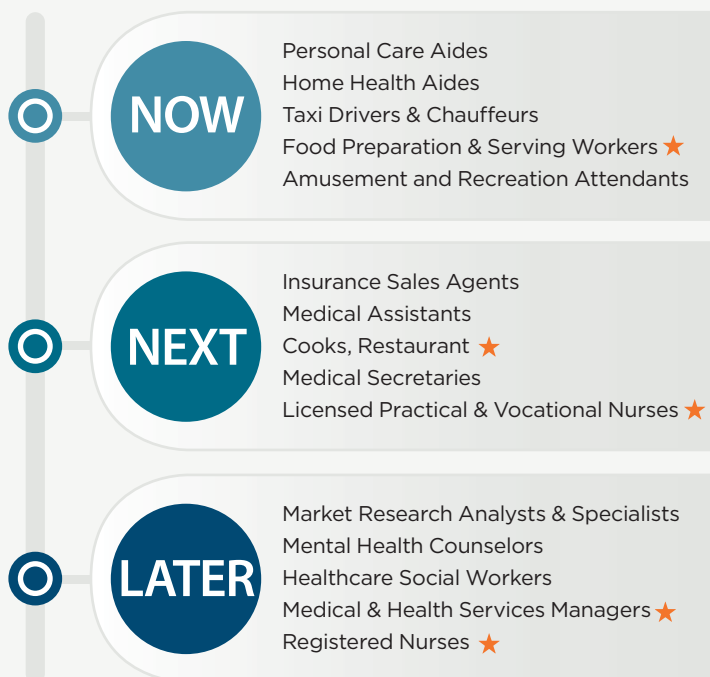 NOW
Personal Care Aides
Home Health Aides
Taxi Drivers & Chauffeurs
Food Preparation & Serving Workers
Amusement and Recreation Attendants
NEXT
Insurance Sales Agents
Medical Assistants
Cooks, Restaurant
Medical Secretaries
Licensed Practical & Vocational Nurses
LATER
Market Research Analysts & Specialists
Mental Health Counselors
Healthcare Social Workers
Medical & Health Services Managers
Registered Nurses